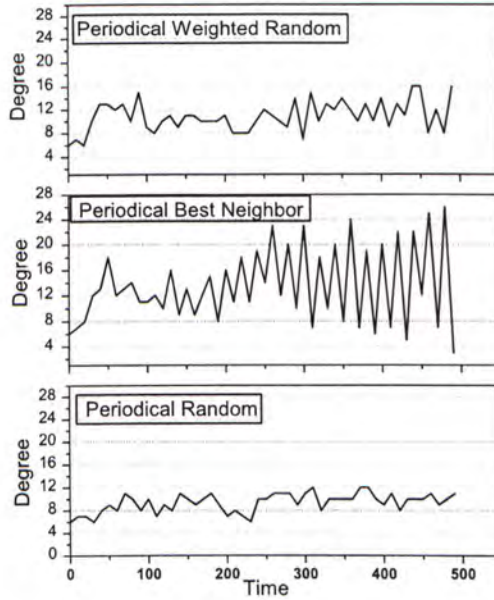 28
Periodical Weighted Random
24
20
16
12
8
4
Degree
28
Periodical Best Neighbor
24
20
16
12
8
4
Degree
28
Periodical Random
24
20
16
12
8
4
0
Degree
0 100 200 300 400 500
Time